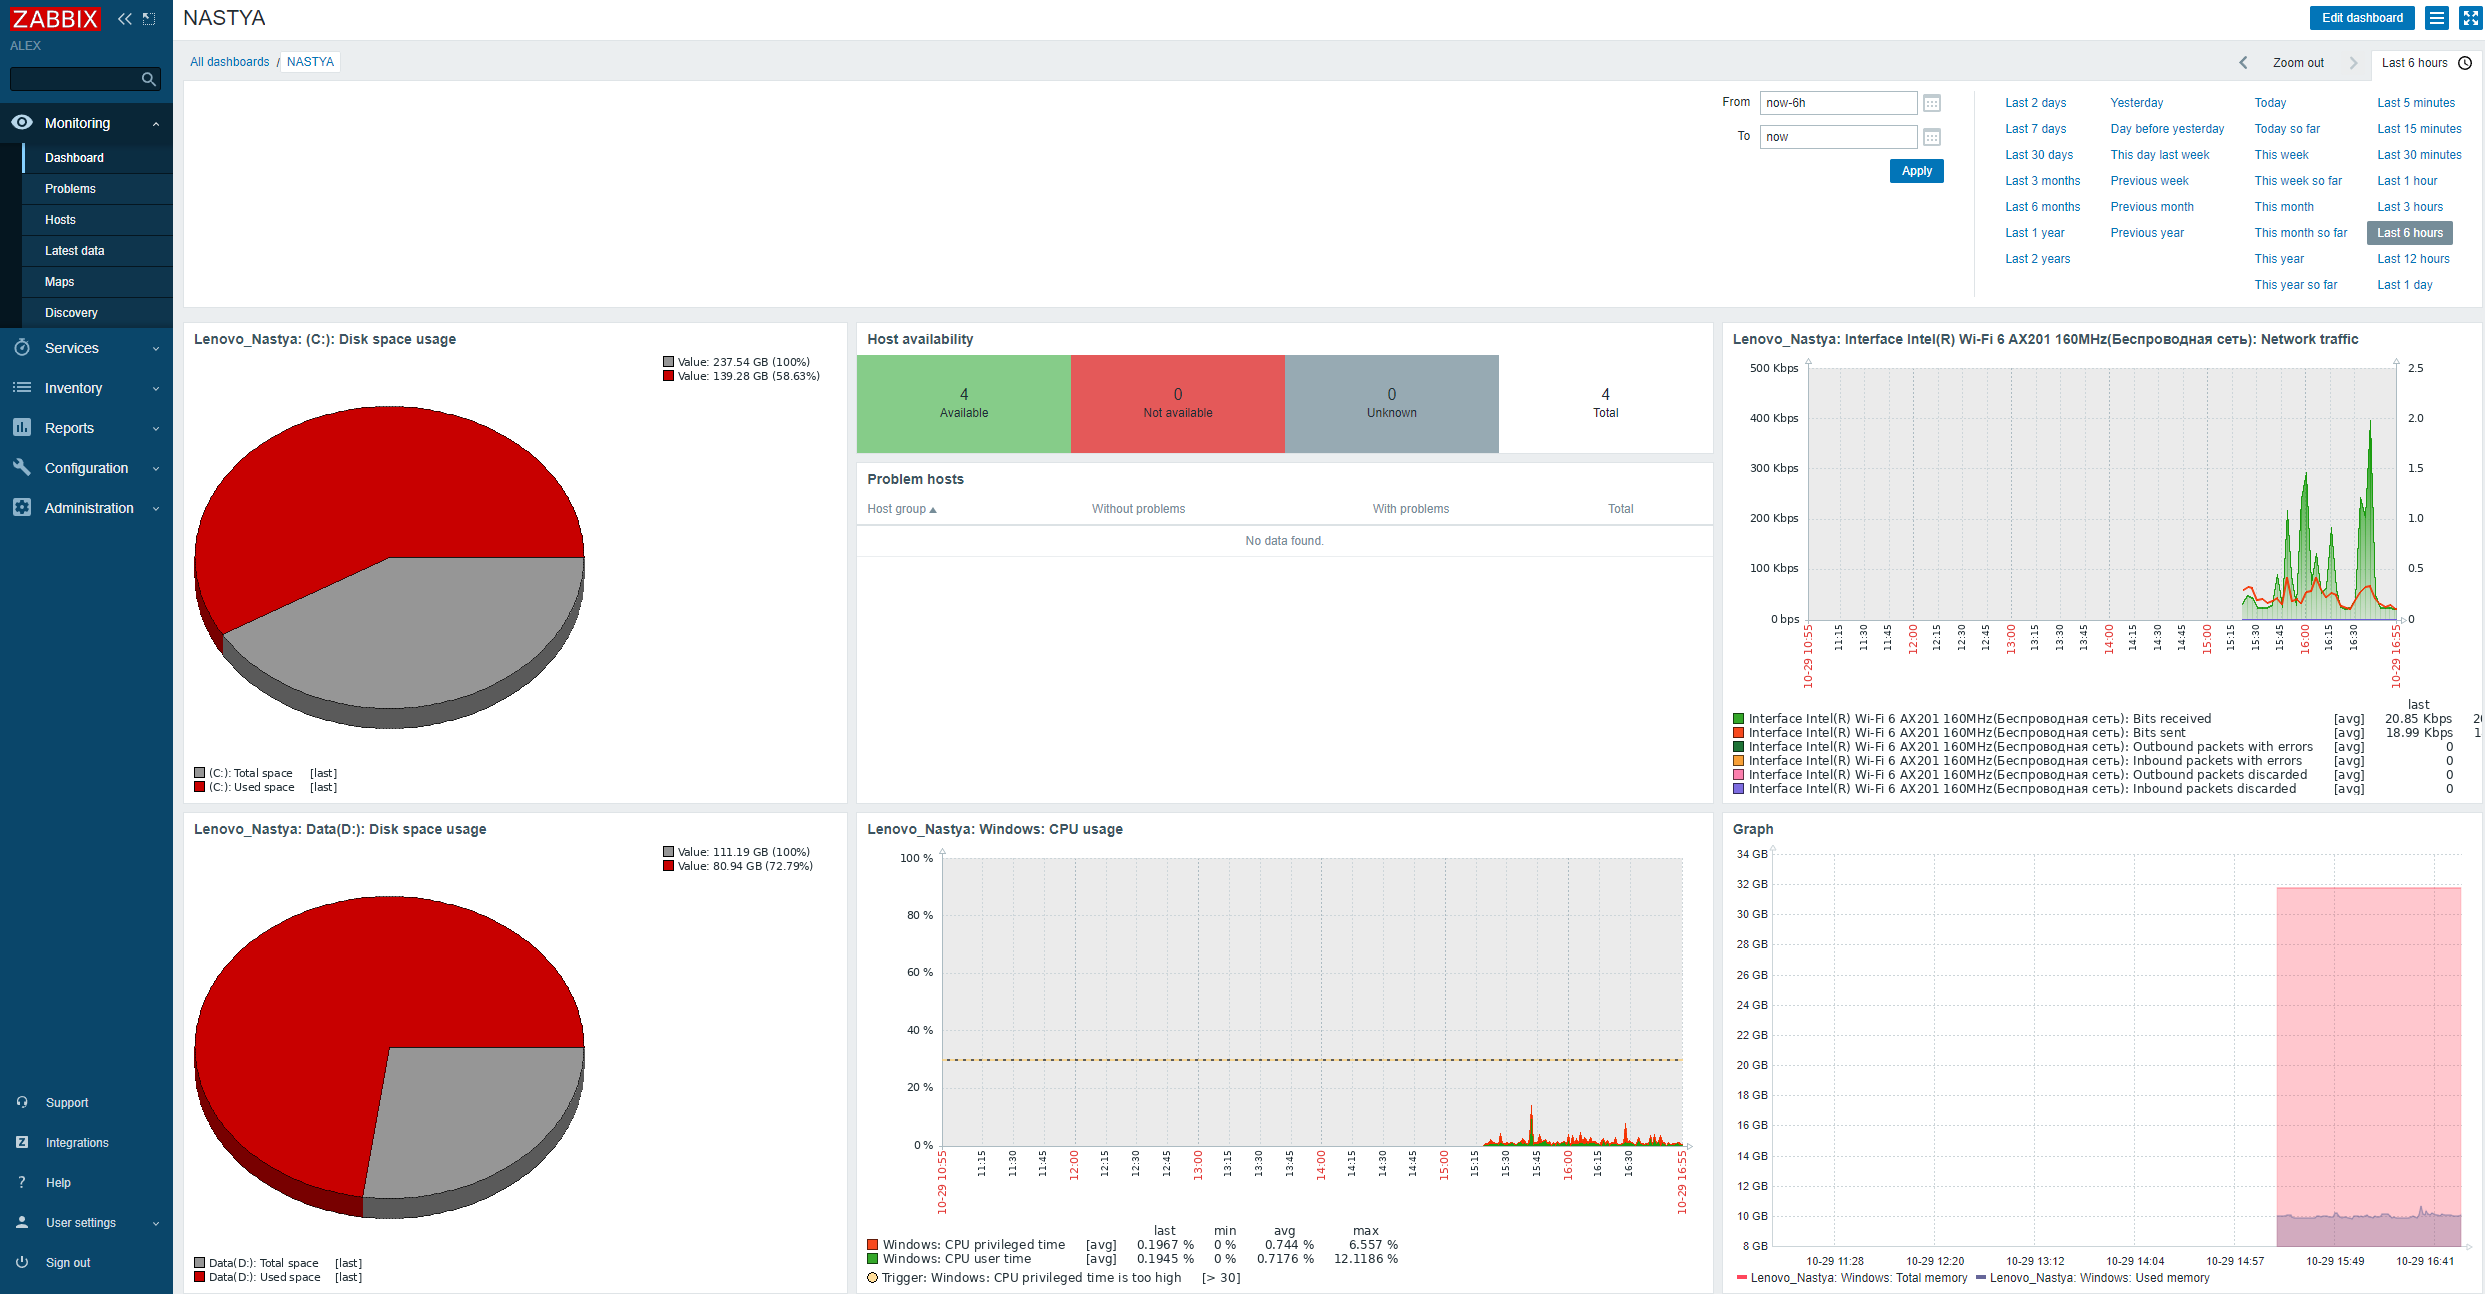 ZABBIX
ALEX
Monitoring
Dashboard
Problems
Hosts
Latest data
Maps
Discovery
Services
Inventory
Reports
Configuration
Administration
Support
Integrations
Help
User settings
Sign out
NASTYA
Edit dashboard
All dashboards / NASTYA
Zoom out
Last 6 hours
From now-6h
To now
Apply
Last 2 days Yesterday Today Last 5 minutes
Last 7 days Day before yesterday Today so far Last 15 minutes
Last 30 days This day last week This week Last 30 minutes
Last 3 months Previous week This week so far Last 1 hour
Last 6 months Previous month This month Last 3 hours
Last 1 year Previous year This month so far Last 6 hours
Last 2 years This year Last 12 hours
This year so far Last 1 day
Lenovo_Nastya: (C:): Disk space usage
Value: 237.54 GB (100%)
Value: 139.28 GB (58.63%)
(C:): Total space [last]
(C:): Used space [last]
Host availability
4 0 0 4
Available Not available Unknown Total
Problem hosts
Host group Without problems With problems Total
No data found.
Lenovo_Nastya: Interface Intel(R) Wi-Fi 6 AX201 160MHz(Беспроводная сеть): Network traffic
500 Kbps 2.5
400 Kbps 2.0
300 Kbps 1.5
200 Kbps 1.0
100 Kbps 0.5
0 bps 0
10-29 10:55 11:15 11:30 11:45 12:00 12:15 12:30 12:45 13:00 13:15 13:30 13:45 14:00 14:15 14:30 14:45 15:00 15:15 15:30 15:45 16:00 16:15 16:30 10-29 16:55
last
Interface Intel(R) Wi-Fi 6 AX201 160MHz(Беспроводная сеть): Bits received [avg] 20.85 Kbps
Interface Intel(R) Wi-Fi 6 AX201 160MHz(Беспроводная сеть): Bits sent [avg] 18.99 Kbps
Interface Intel(R) Wi-Fi 6 AX201 160MHz(Беспроводная сеть): Outbound packets with errors [avg] 0
Interface Intel(R) Wi-Fi 6 AX201 160MHz(Беспроводная сеть): Inbound packets with errors [avg] 0
Interface Intel(R) Wi-Fi 6 AX201 160MHz(Беспроводная сеть): Outbound packets discarded [avg] 0
Interface Intel(R) Wi-Fi 6 AX201 160MHz(Беспроводная сеть): Inbound packets discarded [avg] 0
Lenovo_Nastya: Data(D:): Disk space usage
Value: 111.19 GB (100%)
Value: 80.94 GB (72.79%)
Data(D:): Total space [last]
Data(D:): Used space [last]
Lenovo_Nastya: Windows: CPU usage
100 %
80 %
60 %
40 %
20 %
0 %
10-29 10:55 11:15 11:30 11:45 12:00 12:15 12:30 12:45 13:00 13:15 13:30 13:45 14:00 14:15 14:30 14:45 15:00 15:15 15:30 15:45 16:00 16:15 16:30 10-29 16:55
last min avg max
Windows: CPU privileged time [avg] 0.1967 % 0 % 0.744 % 6.557 %
Windows: CPU user time [avg] 0.1945 % 0 % 0.7176 % 12.1186 %
Trigger: Windows: CPU privileged time is too high [> 30]
Graph
34 GB
32 GB
30 GB
28 GB
26 GB
24 GB
22 GB
20 GB
18 GB
16 GB
14 GB
12 GB
10 GB
8 GB
10-29 11:28 10-29 12:20 10-29 13:12 10-29 14:04 10-29 14:57 10-29 15:49 10-29 16:41
Lenovo_Nastya: Windows: Total memory Lenovo_Nastya: Windows: Used memory